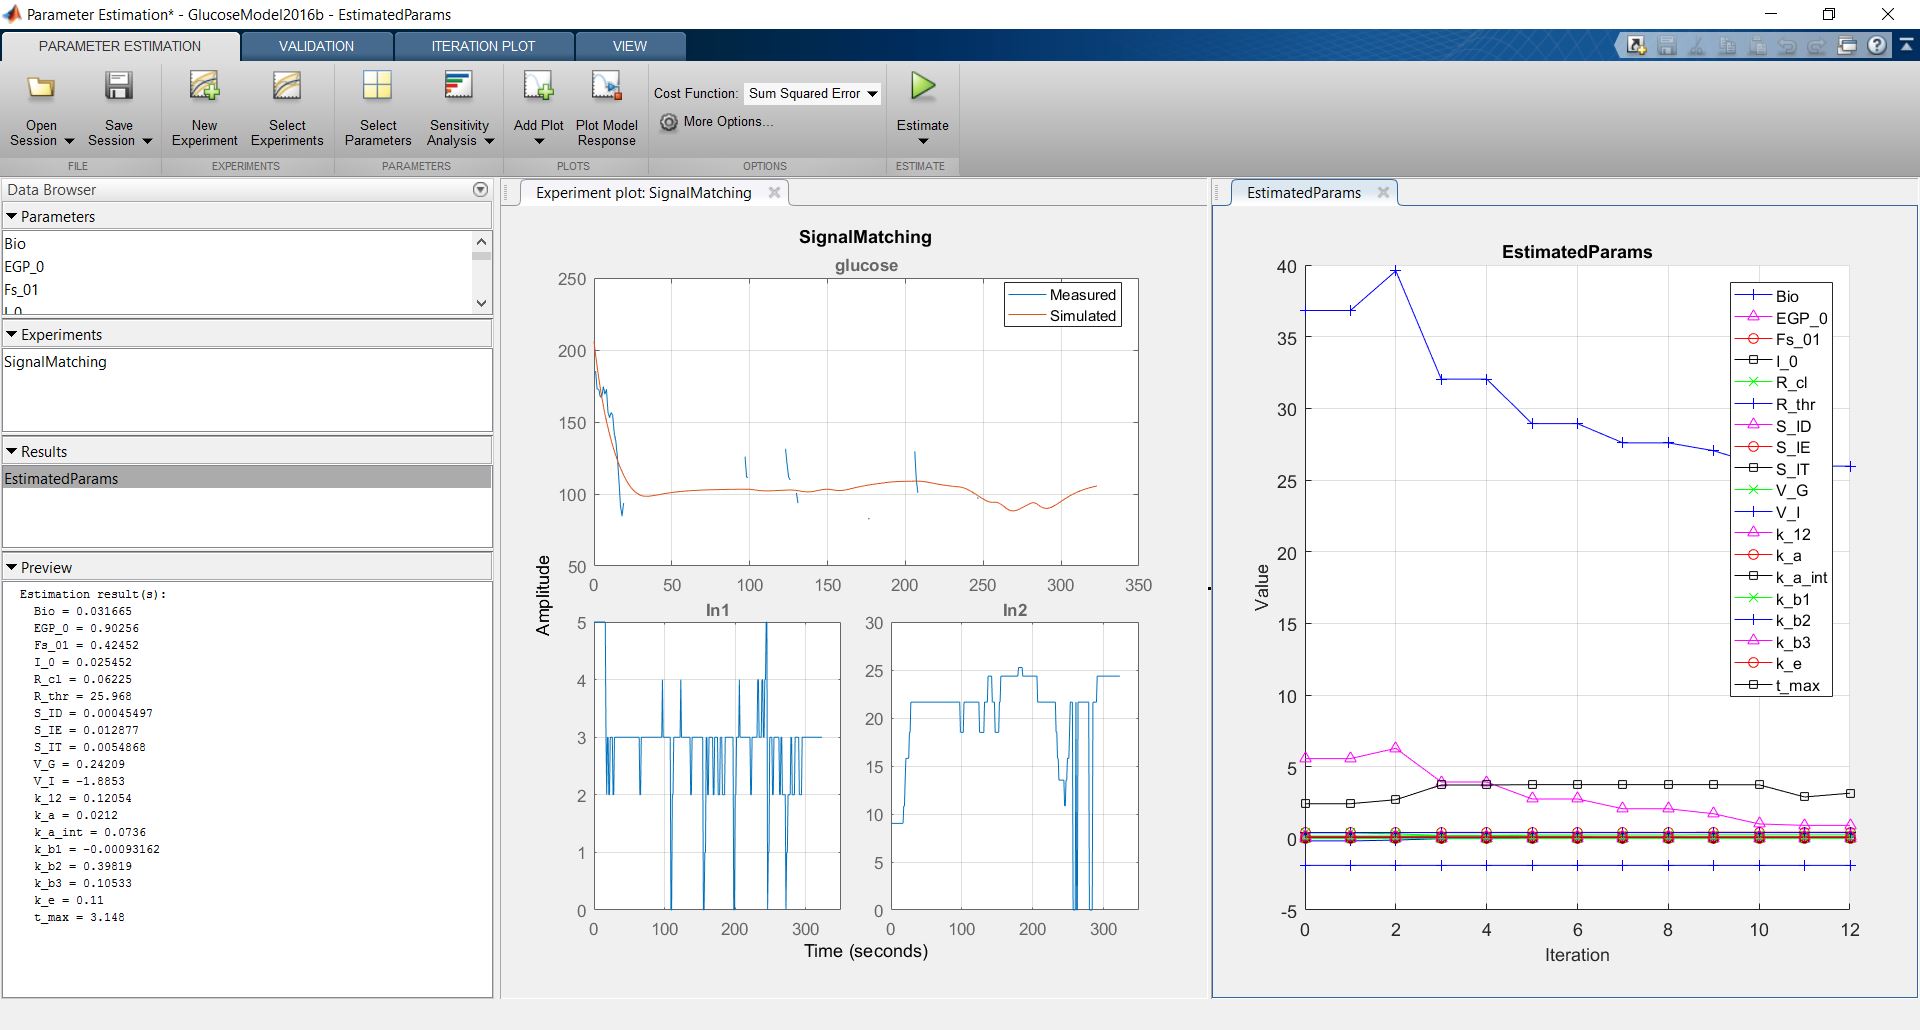 Parameter Estimation* - GlucoseModel2016b - EstimatedParams
PARAMETER ESTIMATION VALIDATION ITERATION PLOT VIEW
Open Session
Save Session
New Experiment
Select Experiments
Select Parameters
Sensitivity Analysis
Add Plot
Plot Model Response
Cost Function: Sum Squared Error
More Options...
Estimate
FILE EXPERIMENTS PARAMETERS PLOTS OPTIONS ESTIMATE
Data Browser
Parameters
Bio
EGP_0
Fs_01
I_0
Experiments
SignalMatching
Results
EstimatedParams
Preview
Estimation result(s):
Bio = 0.031665
EGP_0 = 0.90256
Fs_01 = 0.42452
I_0 = 0.025452
R_cl = 0.06225
R_thr = 25.968
S_ID = 0.00045497
S_IE = 0.012877
S_IT = 0.0054868
V_G = 0.24209
V_I = -1.8853
k_12 = 0.12054
k_a = 0.0212
k_a_int = 0.0736
k_b1 = -0.00093162
k_b2 = 0.39819
k_b3 = 0.10533
k_e = 0.11
t_max = 3.148
Experiment plot: SignalMatching
SignalMatching
glucose
250
200
150
100
50
0 50 100 150 200 250 300 350
Measured
Simulated
Amplitude
In1
5
4
3
2
1
0
0 100 200 300
In2
30
25
20
15
10
5
0
0 100 200 300
Time (seconds)
EstimatedParams
EstimatedParams
40
35
30
25
20
15
10
5
0
-5
0 2 4 6 8 10 12
Value
Iteration
Bio
EGP_0
Fs_01
I_0
R_cl
R_thr
S_ID
S_IE
S_IT
V_G
V_I
k_12
k_a
k_a_int
k_b1
k_b2
k_b3
k_e
t_max